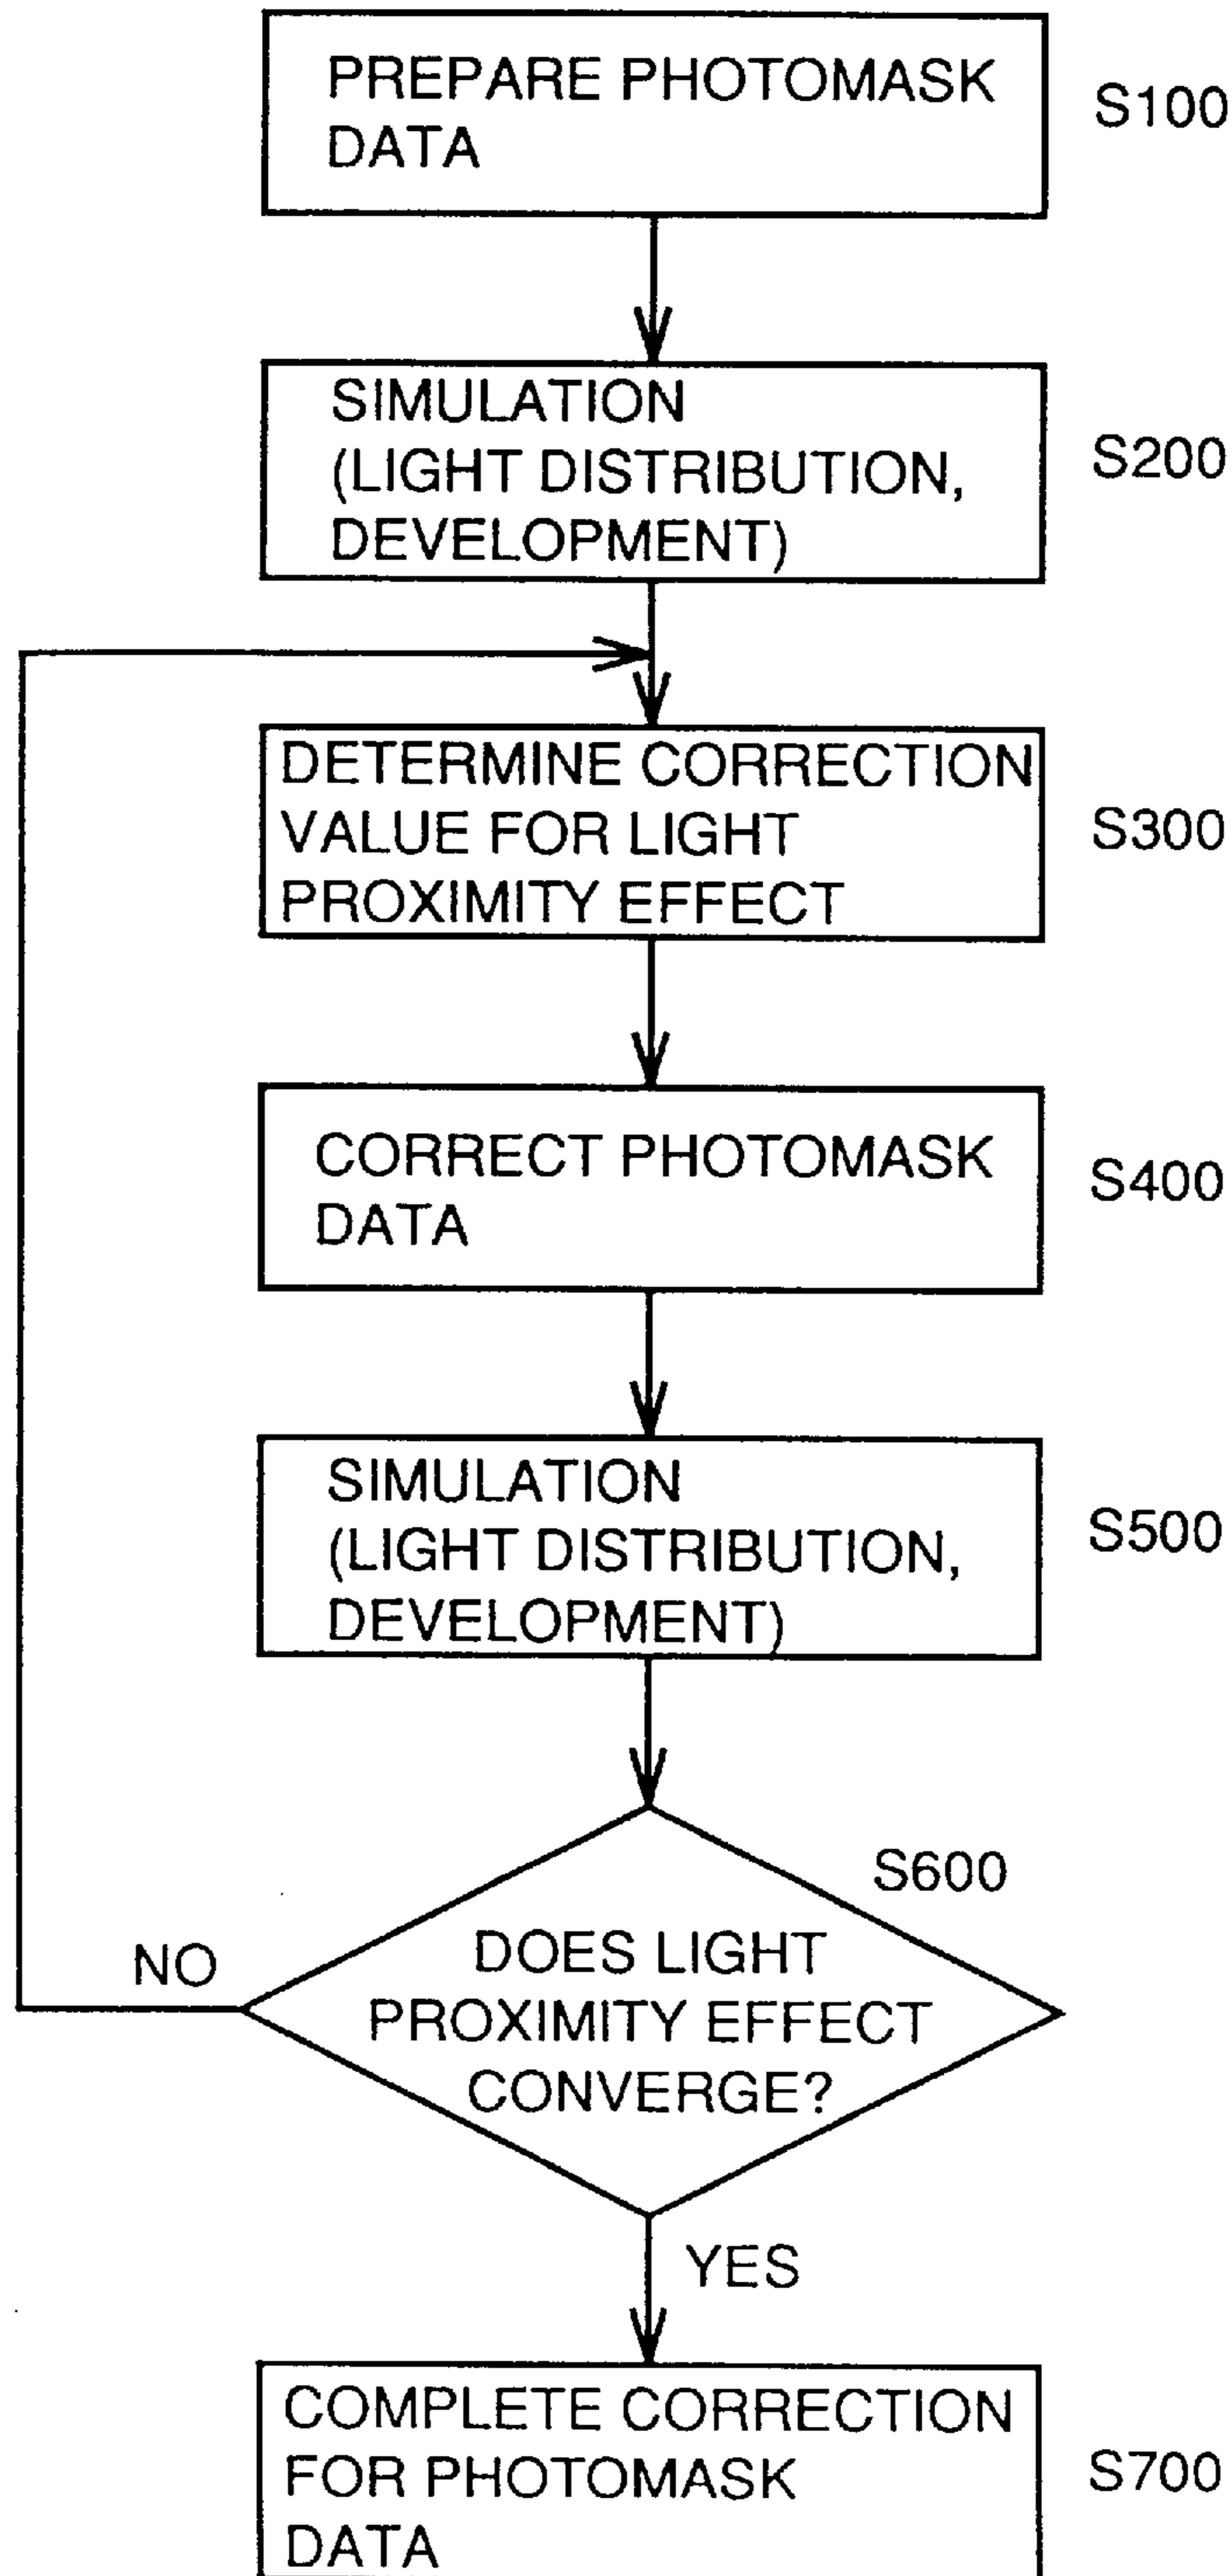 PREPARE PHOTOMASK
DATA
S100
SIMULATION
(LIGHT DISTRIBUTION,
DEVELOPMENT)
S200
DETERMINE CORRECTION
VALUE FOR LIGHT
PROXIMITY EFFECT
S300
CORRECT PHOTOMASK
DATA
S400
SIMULATION
(LIGHT DISTRIBUTION,
DEVELOPMENT)
S500
S600
DOES LIGHT
PROXIMITY EFFECT
CONVERGE?
NO
YES
COMPLETE CORRECTION
FOR PHOTOMASK
DATA
S700